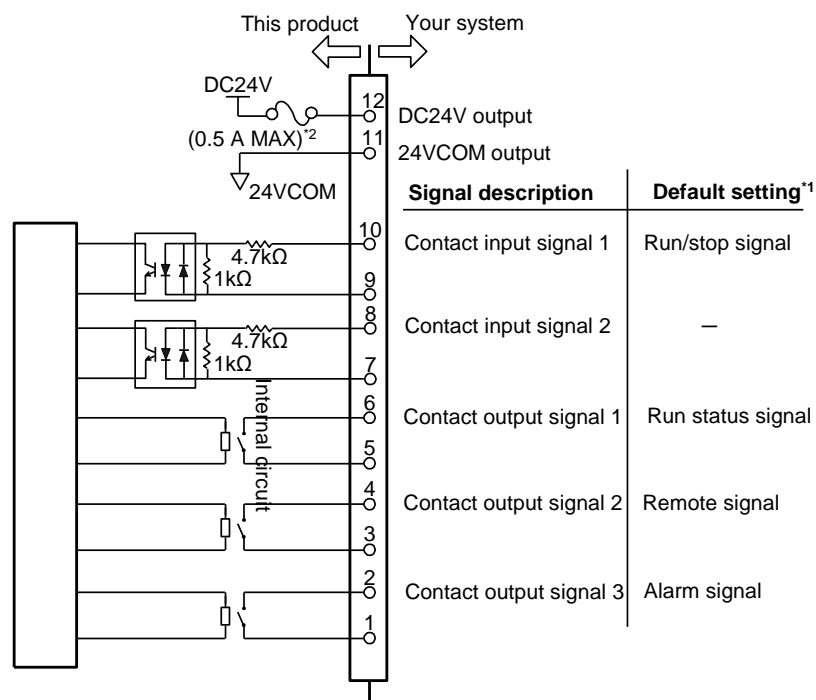 This product Your system
DC24V
12 DC24V output
(0.5 A MAX)*2
11 24VCOM output
24VCOM
Signal description Default setting*1
10 Contact input signal 1 Run/stop signal
4.7kΩ
1kΩ
9
8 Contact input signal 2 –
4.7kΩ
1kΩ
7
Internal circuit
6 Contact output signal 1 Run status signal
5
4 Contact output signal 2 Remote signal
3
2 Contact output signal 3 Alarm signal
1